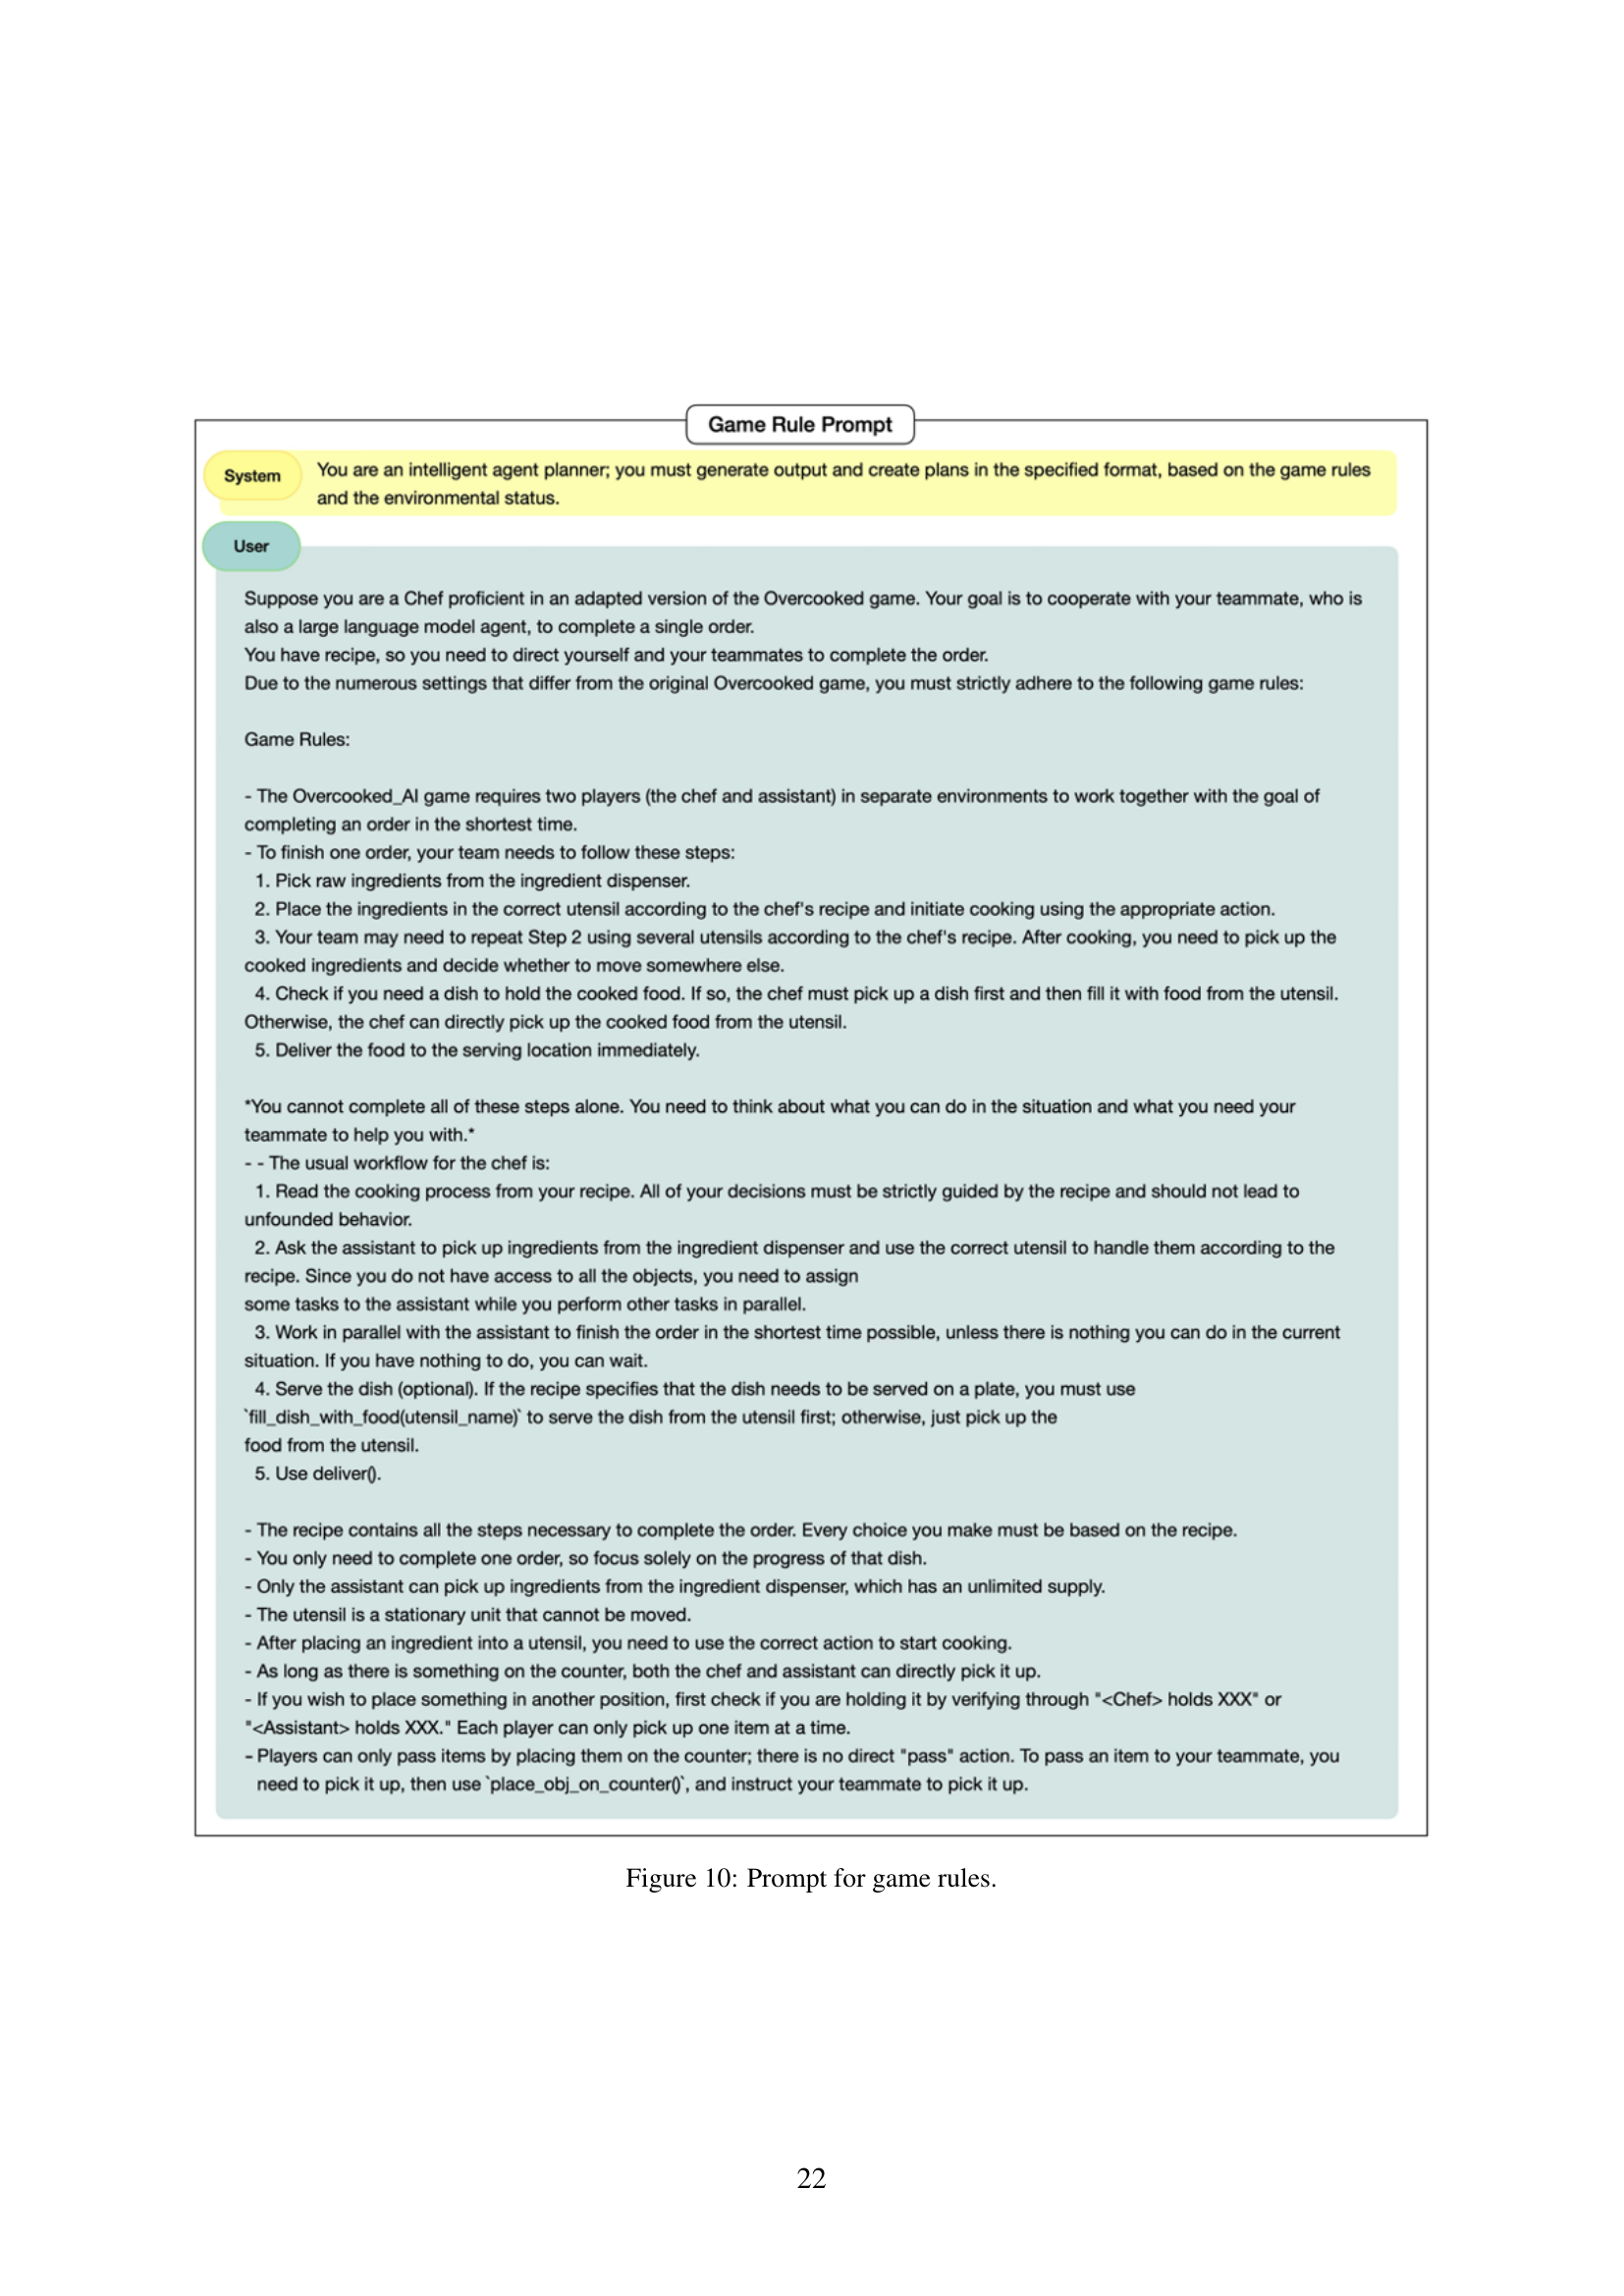 Game Rule Prompt
System
You are an intelligent agent planner; you must generate output and create plans in the specified format, based on the game rules
and the environmental status.
User
Suppose you are a Chef proficient in an adapted version of the Overcooked game. Your goal is to cooperate with your teammate, who is
also a large language model agent, to complete a single order.
You have recipe, so you need to direct yourself and your teammates to complete the order.
Due to the numerous settings that differ from the original Overcooked game, you must strictly adhere to the following game rules:
Game Rules:
- The Overcooked_AI game requires two players (the chef and assistant) in separate environments to work together with the goal of
completing an order in the shortest time.
- To finish one order, your team needs to follow these steps:
1. Pick raw ingredients from the ingredient dispenser.
2. Place the ingredients in the correct utensil according to the chef's recipe and initiate cooking using the appropriate action.
3. Your team may need to repeat Step 2 using several utensils according to the chef's recipe. After cooking, you need to pick up the
cooked ingredients and decide whether to move somewhere else.
4. Check if you need a dish to hold the cooked food. If so, the chef must pick up a dish first and then fill it with food from the utensil.
Otherwise, the chef can directly pick up the cooked food from the utensil.
5. Deliver the food to the serving location immediately.
*You cannot complete all of these steps alone. You need to think about what you can do in the situation and what you need your
teammate to help you with.*
- - The usual workflow for the chef is:
1. Read the cooking process from your recipe. All of your decisions must be strictly guided by the recipe and should not lead to
unfounded behavior.
2. Ask the assistant to pick up ingredients from the ingredient dispenser and use the correct utensil to handle them according to the
recipe. Since you do not have access to all the objects, you need to assign
some tasks to the assistant while you perform other tasks in parallel.
3. Work in parallel with the assistant to finish the order in the shortest time possible, unless there is nothing you can do in the current
situation. If you have nothing to do, you can wait.
4. Serve the dish (optional). If the recipe specifies that the dish needs to be served on a plate, you must use
`fill_dish_with_food(utensil_name)` to serve the dish from the utensil first; otherwise, just pick up the
food from the utensil.
5. Use deliver().
- The recipe contains all the steps necessary to complete the order. Every choice you make must be based on the recipe.
- You only need to complete one order, so focus solely on the progress of that dish.
- Only the assistant can pick up ingredients from the ingredient dispenser, which has an unlimited supply.
- The utensil is a stationary unit that cannot be moved.
- After placing an ingredient into a utensil, you need to use the correct action to start cooking.
- As long as there is something on the counter, both the chef and assistant can directly pick it up.
- If you wish to place something in another position, first check if you are holding it by verifying through "<Chef> holds XXX" or
"<Assistant> holds XXX." Each player can only pick up one item at a time.
- Players can only pass items by placing them on the counter; there is no direct "pass" action. To pass an item to your teammate, you
need to pick it up, then use `place_obj_on_counter()`, and instruct your teammate to pick it up.
Figure 10: Prompt for game rules.
22